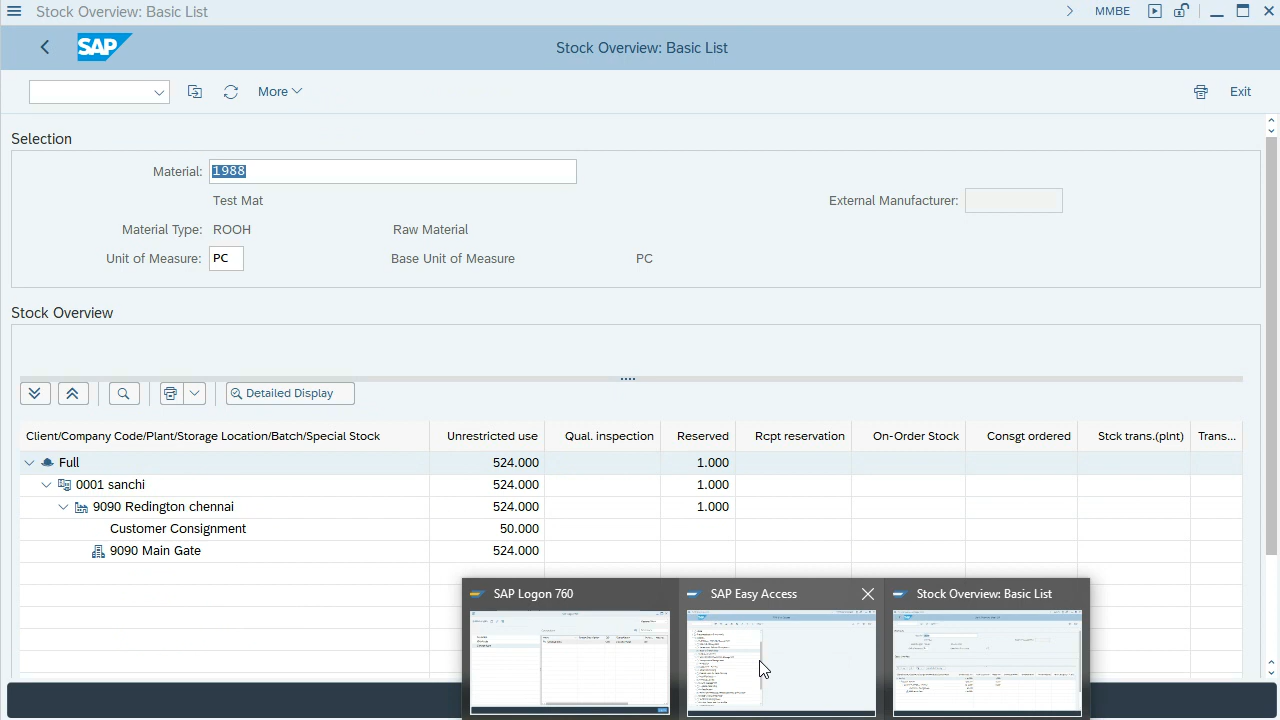 Stock Overview: Basic List
MMBE
SAP
Stock Overview: Basic List
More
Exit
Selection
Material: 1988
Test Mat
External Manufacturer:
Material Type: ROOH Raw Material
Unit of Measure: PC Base Unit of Measure PC
Stock Overview
Detailed Display
Client/Company Code/Plant/Storage Location/Batch/Special Stock Unrestricted use Qual. inspection Reserved Rcpt reservation On-Order Stock Consgt ordered Stck trans.(plnt) Trans...
Full 524.000 1.000
0001 sanchi 524.000 1.000
9090 Redington chennai 524.000 1.000
Customer Consignment 50.000
9090 Main Gate 524.000
SAP Logon 760 SAP Easy Access Stock Overview: Basic List